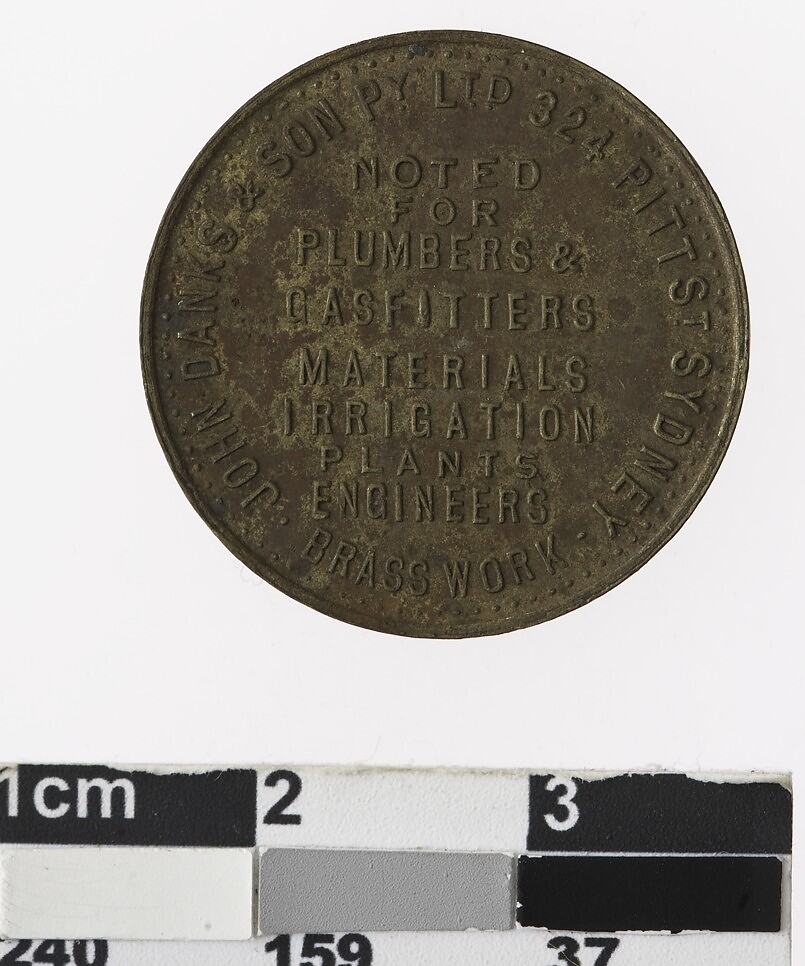 JOHN DANKS & SON PY LTD 324 PITT ST SYDNEY
NOTED
FOR
PLUMBERS &
GASFITTERS
MATERIALS
IRRIGATION
PLANTS
ENGINEERS
BRASS WORK
1cm 2 3
240 159 37